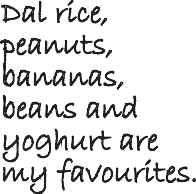 Dal rice,
peanuts,
bananas,
beans and
yoghurt are
my favourites.